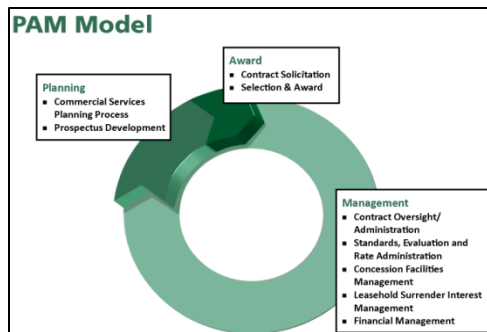 PAM Model
Award
▪ Contract Solicitation
▪ Selection & Award
Planning
▪ Commercial Services
Planning Process
▪ Prospectus Development
Management
▪ Contract Oversight/
Administration
▪ Standards, Evaluation and
Rate Administration
▪ Concession Facilities
Management
▪ Leasehold Surrender Interest
Management
▪ Financial Management